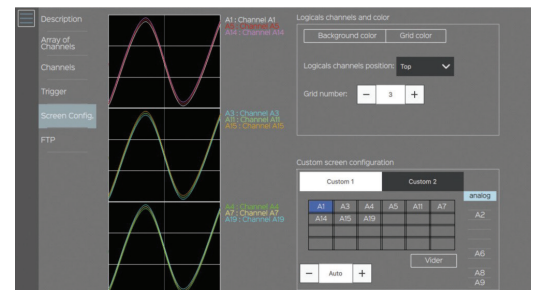 Description
Array of
Channels
Channels
Trigger
Screen Config.
FTP
A1 : Channel A1
A5 : Channel A5
A14 : Channel A14
A3 : Channel A3
A11 : Channel A11
A15 : Channel A15
A4 : Channel A4
A7 : Channel A7
A19 : Channel A19
Logicals channels and color
Background color
Grid color
Logicals channels position:
Top
Grid number:
−
3
+
Custom screen configuration
Custom 1
Custom 2
A1 A3 A4 A5 A11 A7
A14 A15 A19
Vider
− Auto +
analog
A2
A6
A8
A9